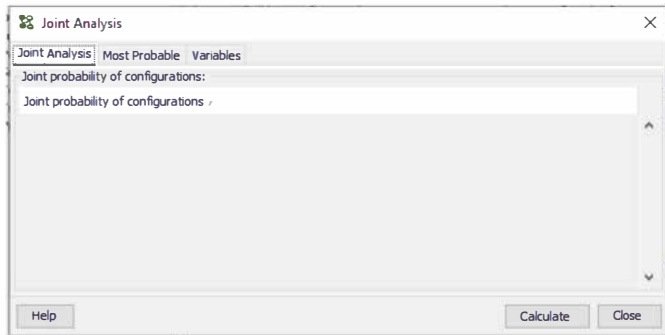 Joint Analysis
Joint Analysis Most Probable Variables
Joint probability of configurations:
Joint probability of configurations
Help Calculate Close